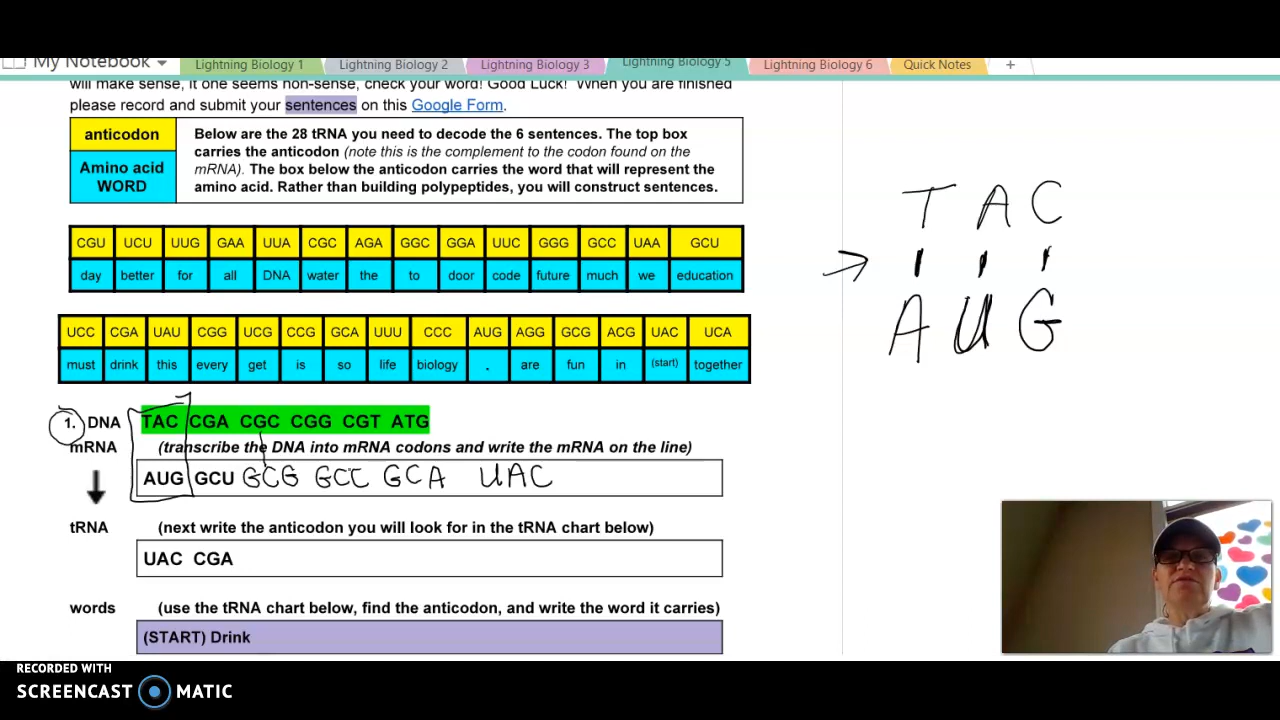 My Notebook Lightning Biology 1 Lightning Biology 2 Lightning Biology 3 Lightning Biology 5 Lightning Biology 6 Quick Notes +
will make sense, if one seems non-sense, check your word! Good Luck! When you are finished
please record and submit your sentences on this Google Form.
anticodon
Amino acid
WORD
Below are the 28 tRNA you need to decode the 6 sentences. The top box
carries the anticodon (note this is the complement to the codon found on the
mRNA). The box below the anticodon carries the word that will represent the
amino acid. Rather than building polypeptides, you will construct sentences.
CGU UCU UUG GAA UUA CGC AGA GGC GGA UUC GGG GCC UAA GCU
day better for all DNA water the to door code future much we education
UCC CGA UAU CGG UCG CCG GCA UUU CCC AUG AGG GCG ACG UAC UCA
must drink this every get is so life biology . are fun in (start) together
1. DNA TAC CGA CGC CGG CGT ATG
mRNA (transcribe the DNA into mRNA codons and write the mRNA on the line)
AUG GCU GCG GCC GCA UAC
tRNA (next write the anticodon you will look for in the tRNA chart below)
UAC CGA
words (use the tRNA chart below, find the anticodon, and write the word it carries)
(START) Drink
T A C
A U G
RECORDED WITH
SCREENCAST MATIC